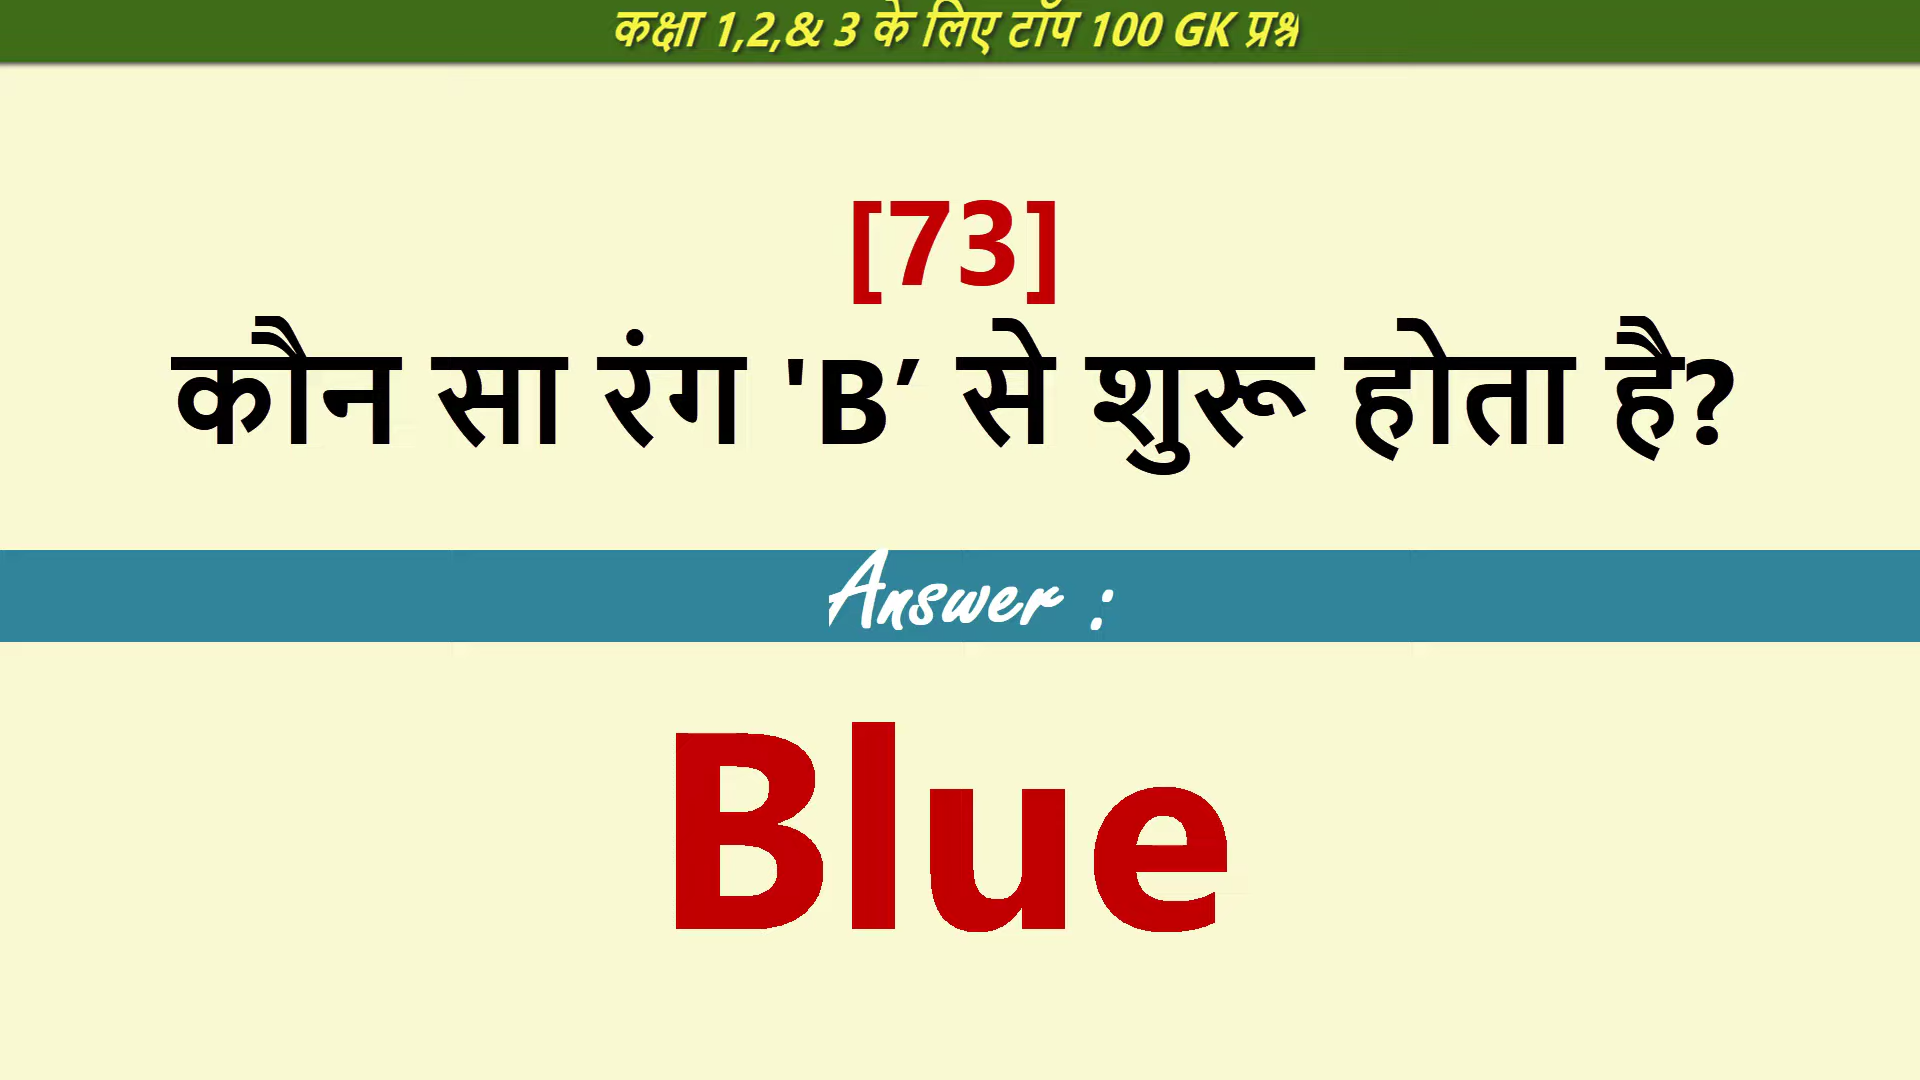 कक्षा 1,2,& 3 के लिए टॉप 100 GK प्रश्न
[73]
कौन सा रंग 'B’ से शुरू होता है?
Answer :
Blue